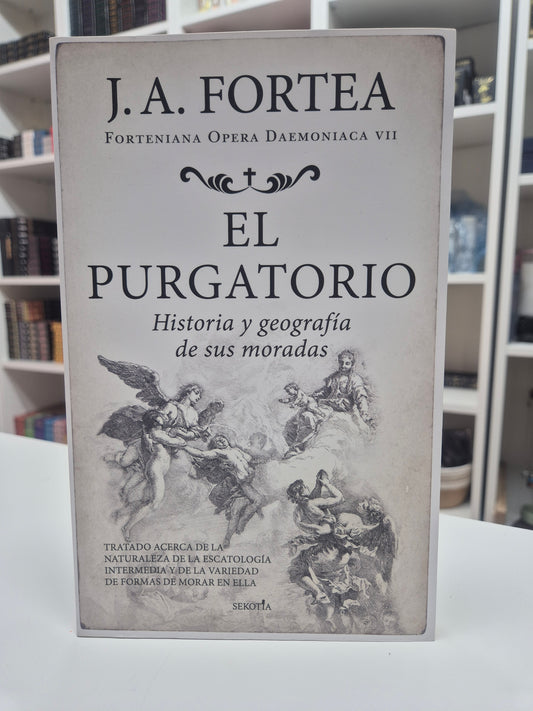 J. A. FORTEA
FORTENIANA OPERA DAEMONIACA VII
EL
PURGATORIO
Historia y geografía
de sus moradas
TRATADO ACERCA DE LA
NATURALEZA DE LA ESCATOLOGÍA
INTERMEDIA Y DE LA VARIEDAD
DE FORMAS DE MORAR EN ELLA
SEKOTIA